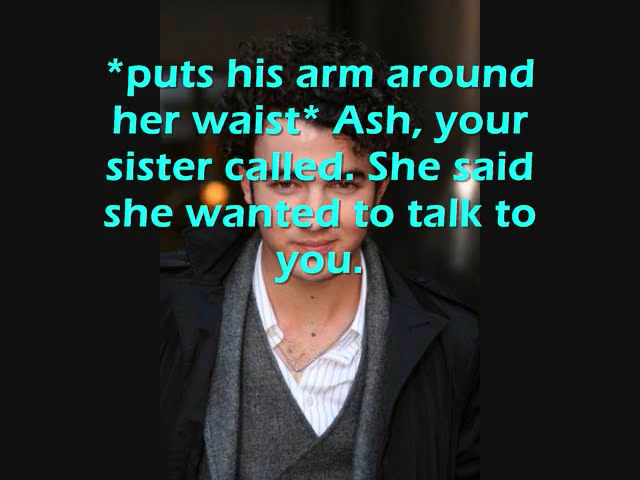 *puts his arm around
her waist* Ash, your
sister called. She said
she wanted to talk to
you.